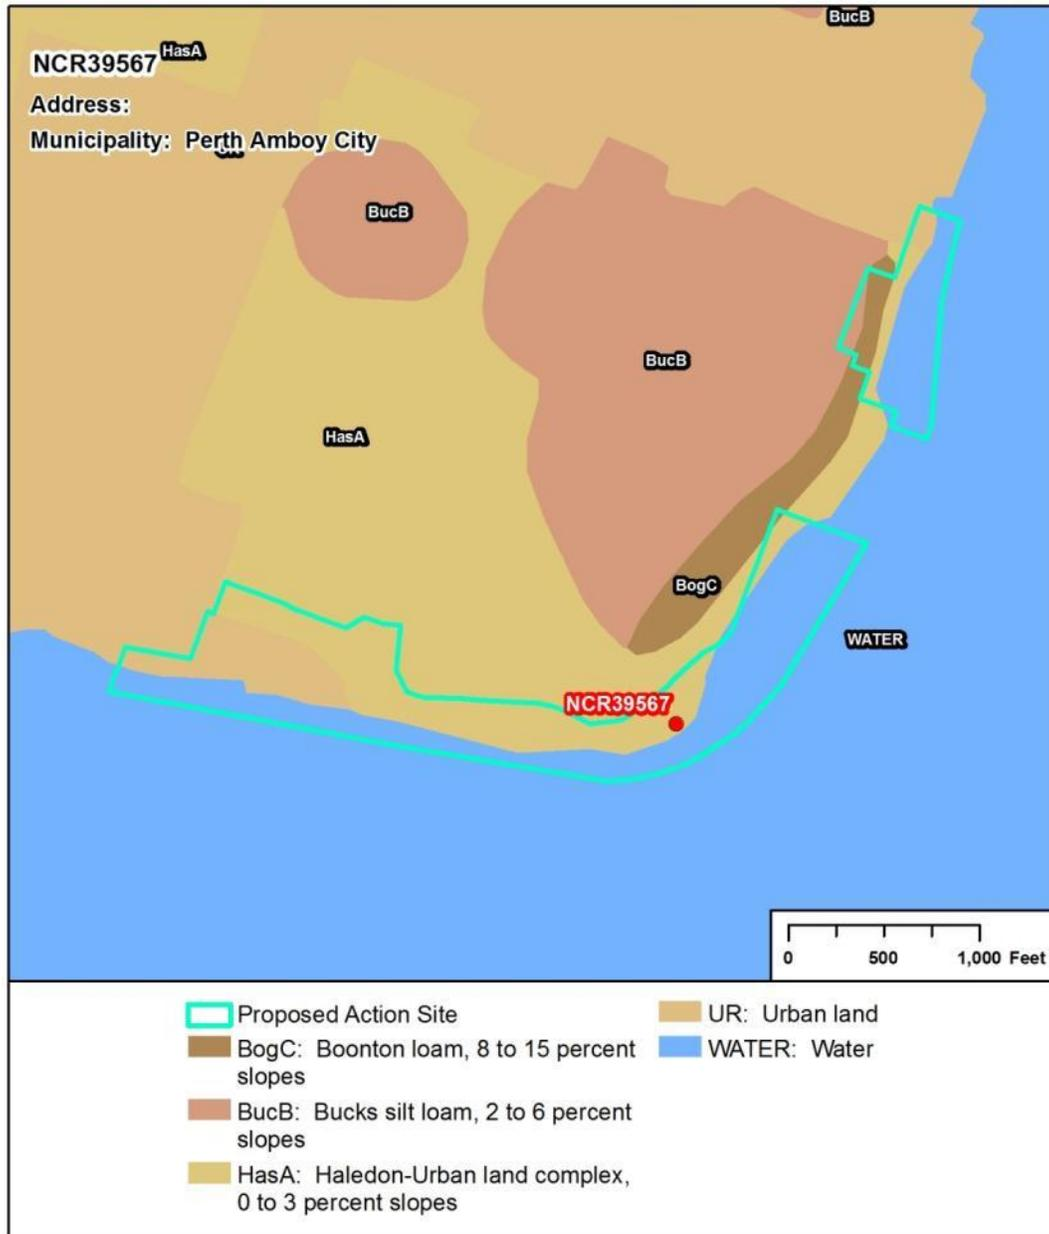 BucB
HasA
NCR39567
Address:
Municipality: Perth Amboy City
BucB
BucB
HasA
BogC
WATER
NCR39567
0 500 1,000 Feet
Proposed Action Site
BogC: Boonton loam, 8 to 15 percent
slopes
BucB: Bucks silt loam, 2 to 6 percent
slopes
HasA: Haledon-Urban land complex,
0 to 3 percent slopes
UR: Urban land
WATER: Water